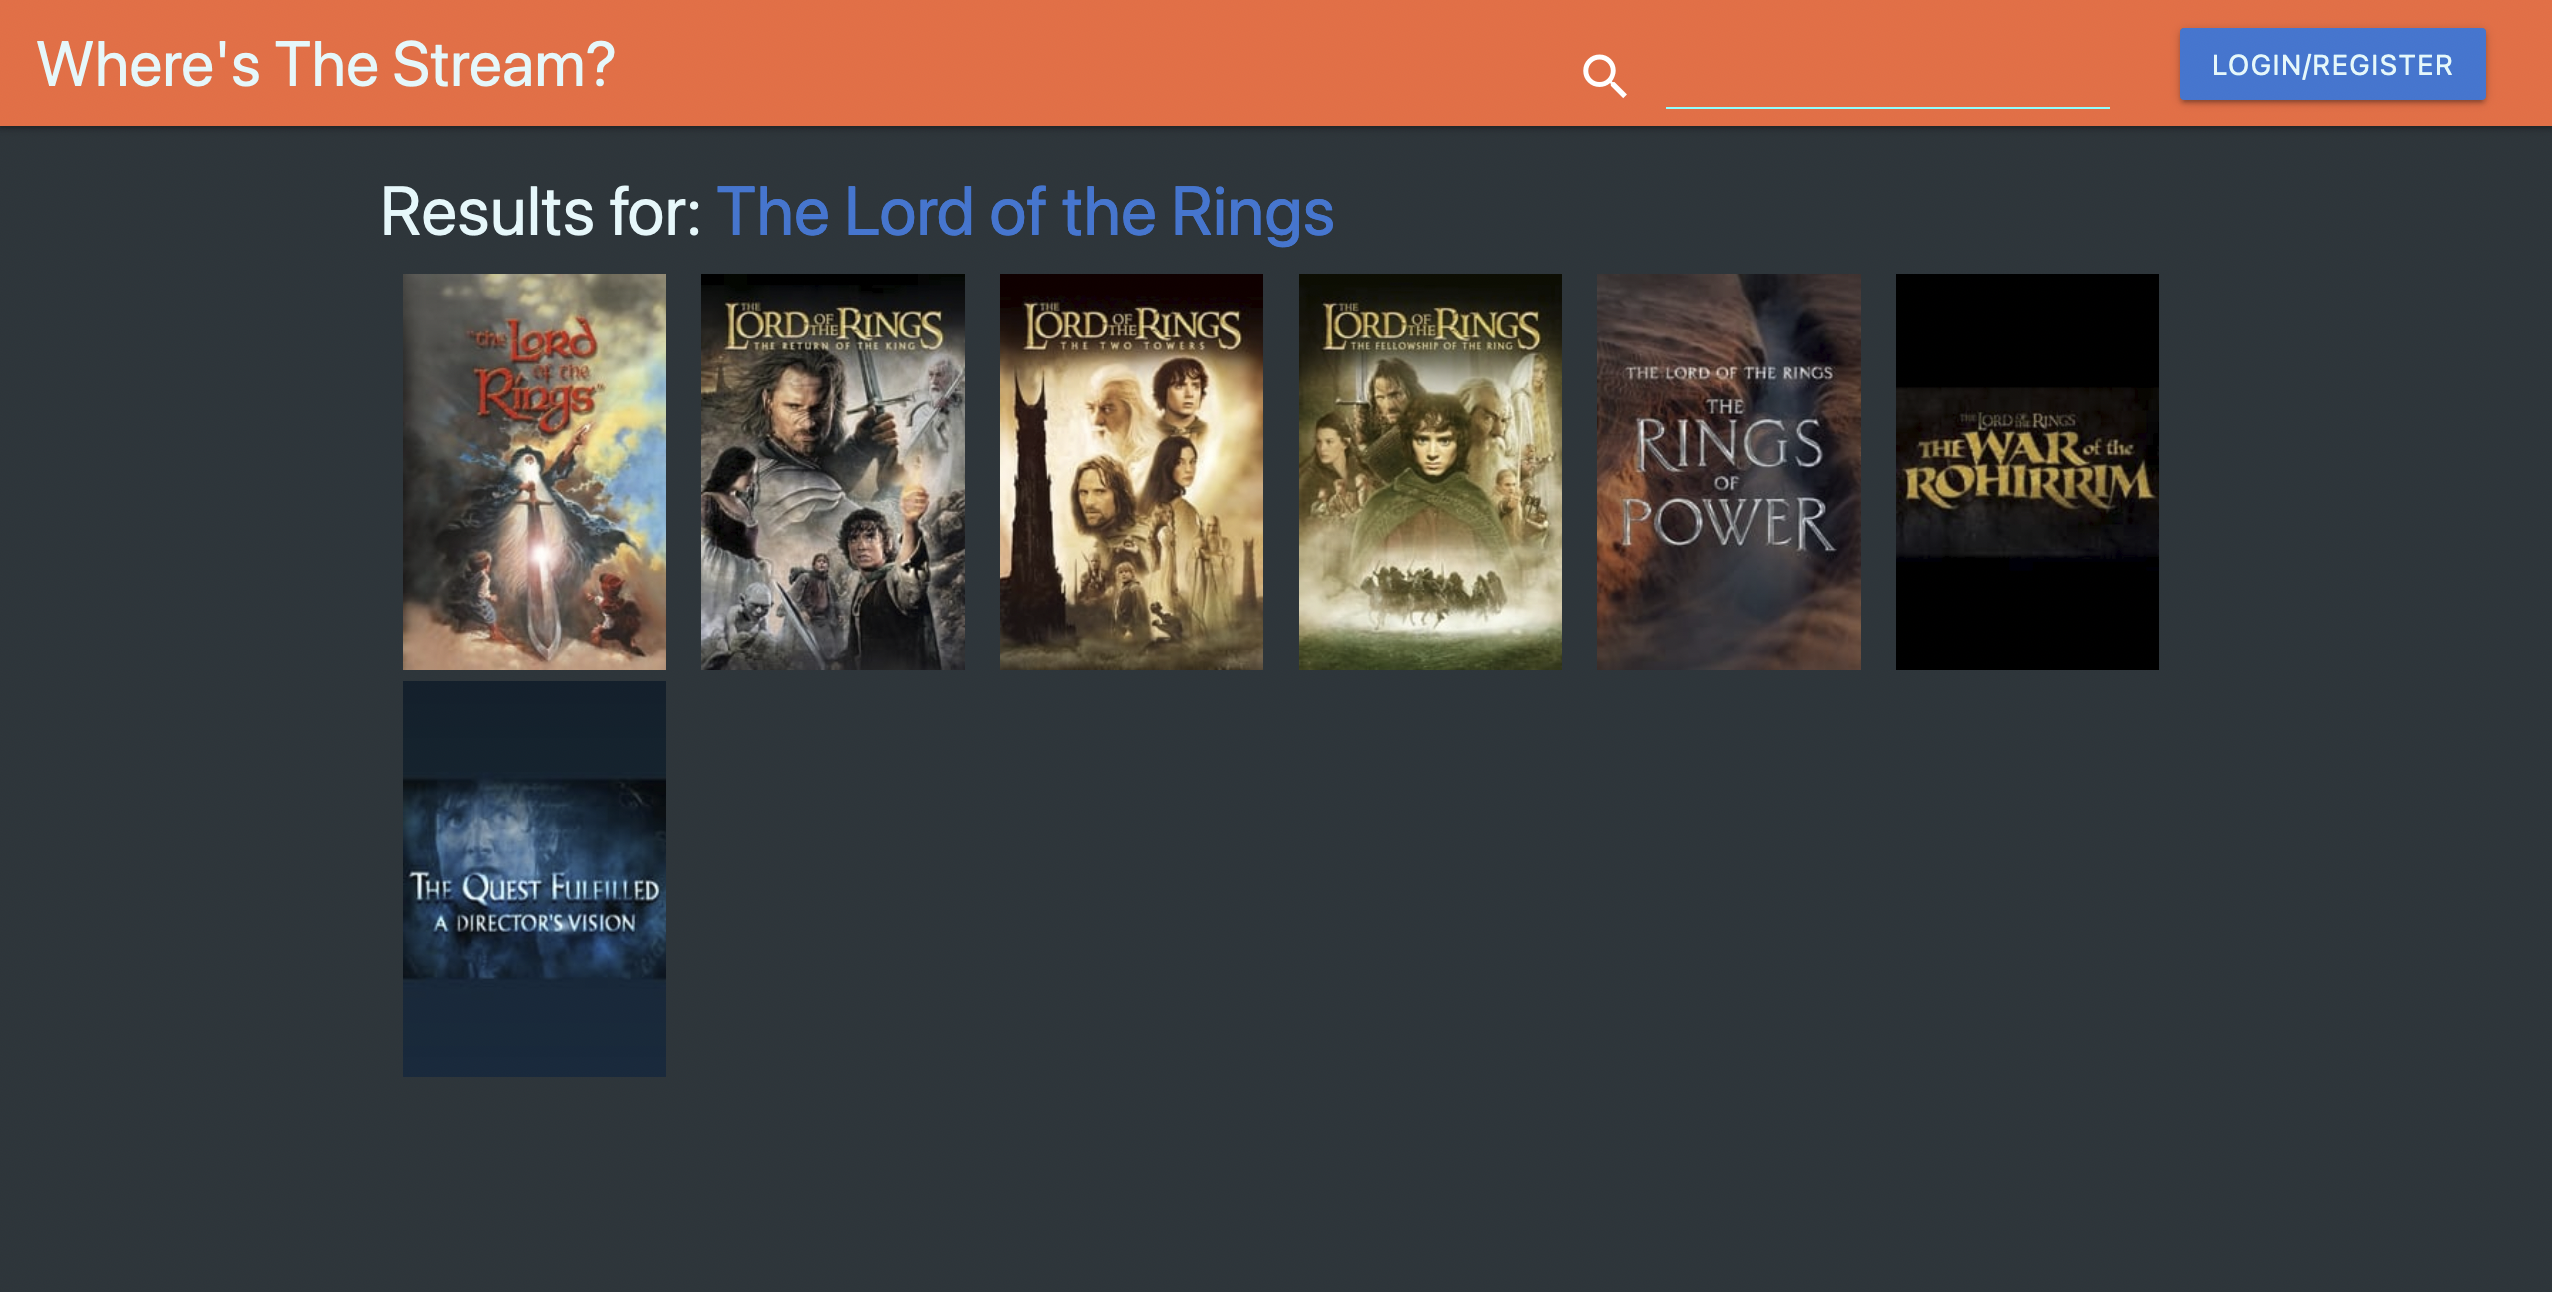 Where's The Stream?
LOGIN/REGISTER
Results for: The Lord of the Rings
"The Lord
of the
Rings"
THE LORD OF THE RINGS
THE RETURN OF THE KING
THE LORD OF THE RINGS
THE TWO TOWERS
THE LORD OF THE RINGS
THE FELLOWSHIP OF THE RING
THE LORD OF THE RINGS
THE
RINGS
OF
POWER
THE LORD OF THE RINGS
THE WAR of the
ROHIRRIM
THE QUEST FULFILLED
A DIRECTOR'S VISION